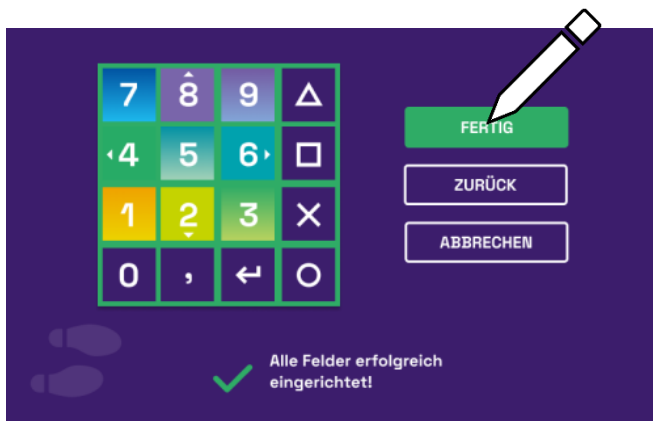 7 8 9
4 5 6
1 2 3
0 ,
FERTIG
ZURÜCK
ABBRECHEN
Alle Felder erfolgreich
eingerichtet!